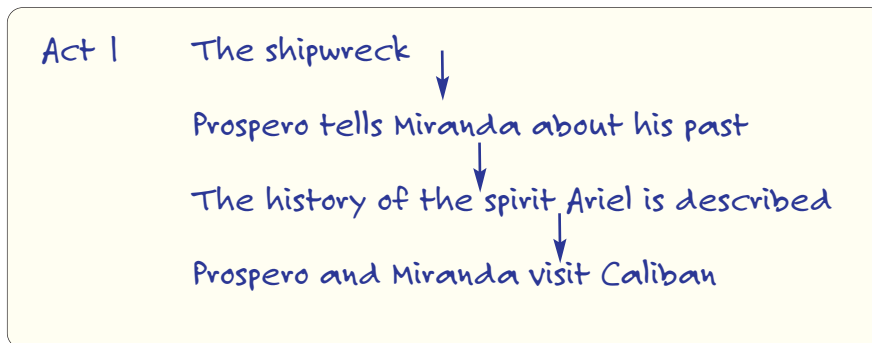 Act 1 The shipwreck
Prospero tells Miranda about his past
The history of the spirit Ariel is described
Prospero and Miranda visit Caliban